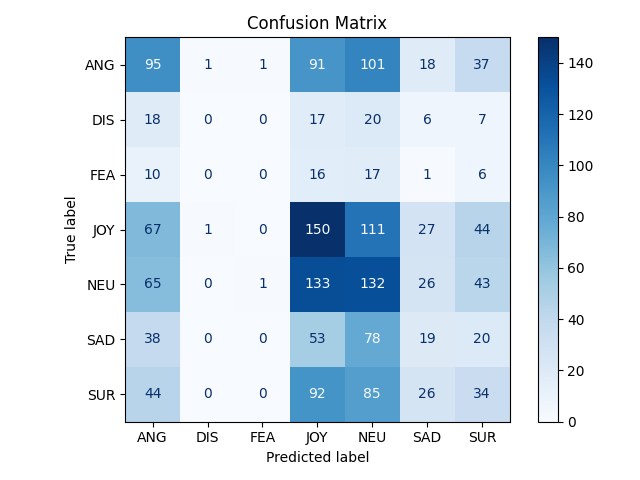 Confusion Matrix
ANG 95 1 1 91 101 18 37
DIS 18 0 0 17 20 6 7
FEA 10 0 0 16 17 1 6
JOY 67 1 0 150 111 27 44
NEU 65 0 1 133 132 26 43
SAD 38 0 0 53 78 19 20
SUR 44 0 0 92 85 26 34
ANG DIS FEA JOY NEU SAD SUR
Predicted label
True label
140
120
100
80
60
40
20
0